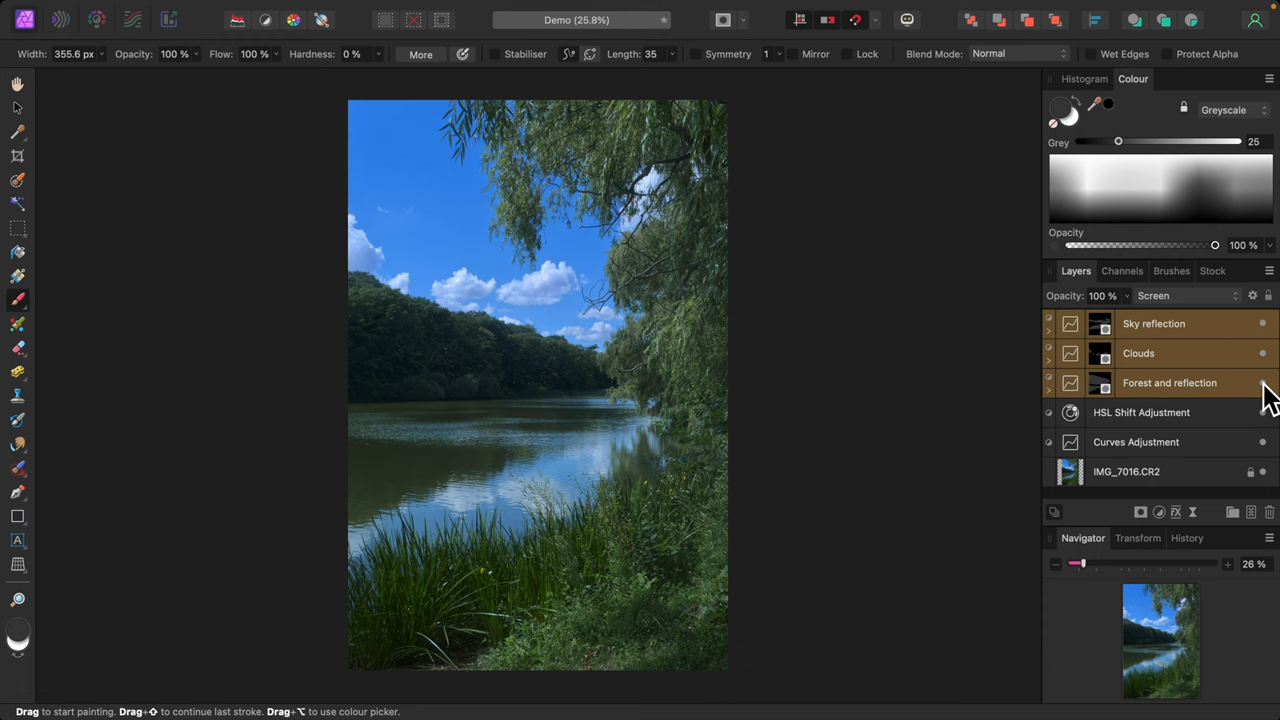 Demo (25.8%)
Width: 355.6 px Opacity: 100 % Flow: 100 % Hardness: 0 % More Stabiliser Length: 35 Symmetry 1 Mirror Lock Blend Mode: Normal Wet Edges Protect Alpha
Histogram Colour
Greyscale
Grey 25
Opacity
100 %
Layers Channels Brushes Stock
Opacity: 100 % Screen
Sky reflection
Clouds
Forest and reflection
HSL Shift Adjustment
Curves Adjustment
IMG_7016.CR2
Navigator Transform History
26 %
Drag to start painting. Drag+⇧ to continue last stroke. Drag+⌥ to use colour picker.